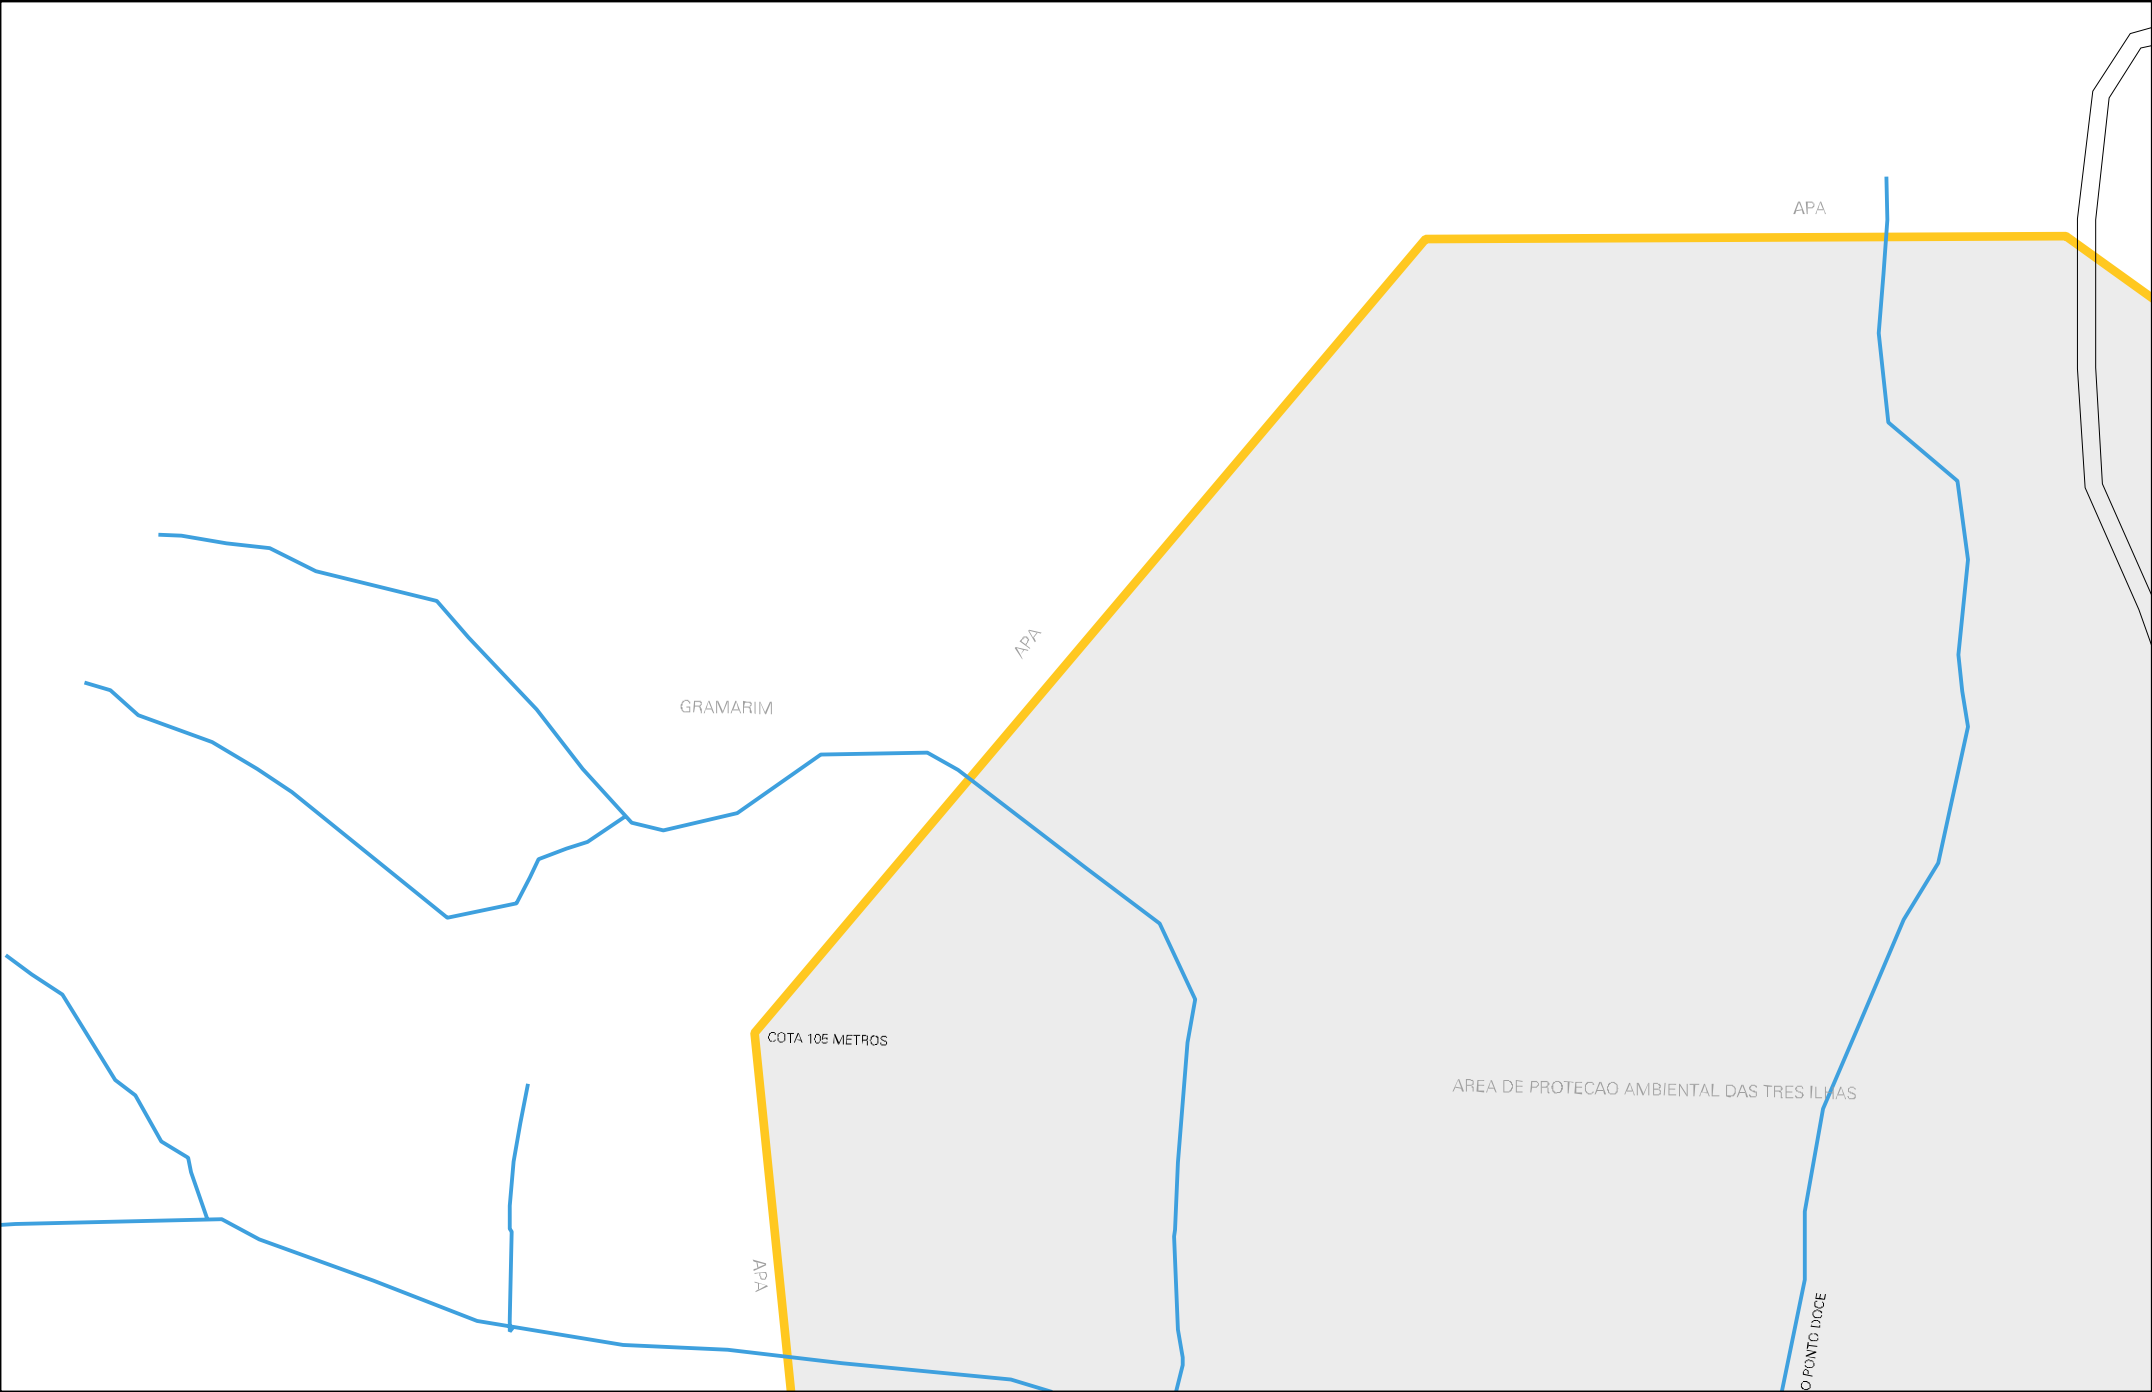 APA
APA
GRAMARIM
COTA 105 METROS
AREA DE PROTECAO AMBIENTAL DAS TRES ILHAS
APA
O PONTO DOCE